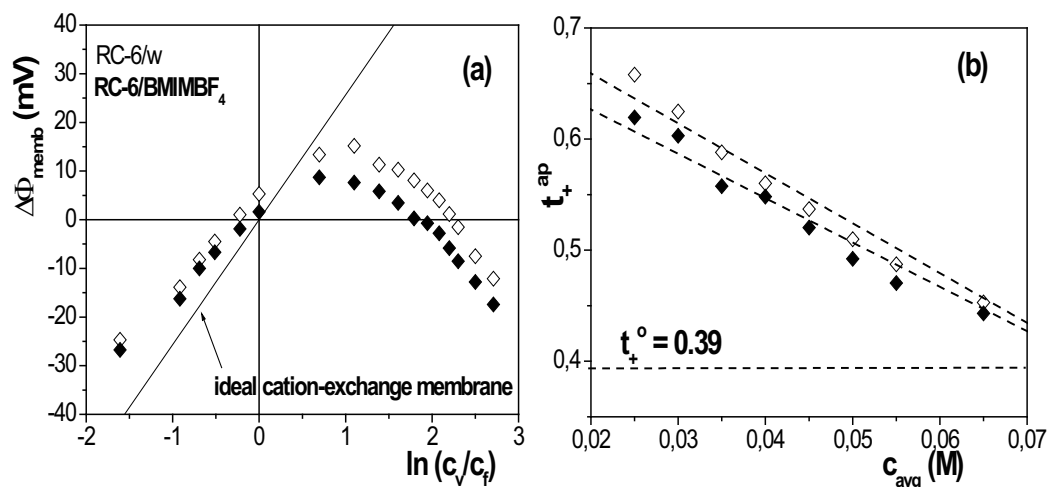 40
30
20
10
0
-10
-20
-30
-40
ΔΦmemb (mV)
RC-6/w
RC-6/BMIMBF4
(a)
ideal cation-exchange membrane
-2 -1 0 1 2 3
ln (cv/cf)
0,7
0,6
0,5
0,4
t+ap
(b)
t+o = 0.39
0,02 0,03 0,04 0,05 0,06 0,07
cavg (M)